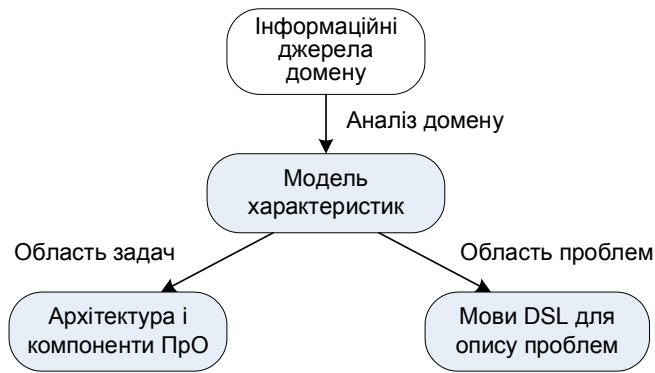 Інформаційні
джерела
домену
Аналіз домену
Модель
характеристик
Область задач
Область проблем
Архітектура і
компоненти ПрО
Мови DSL для
опису проблем